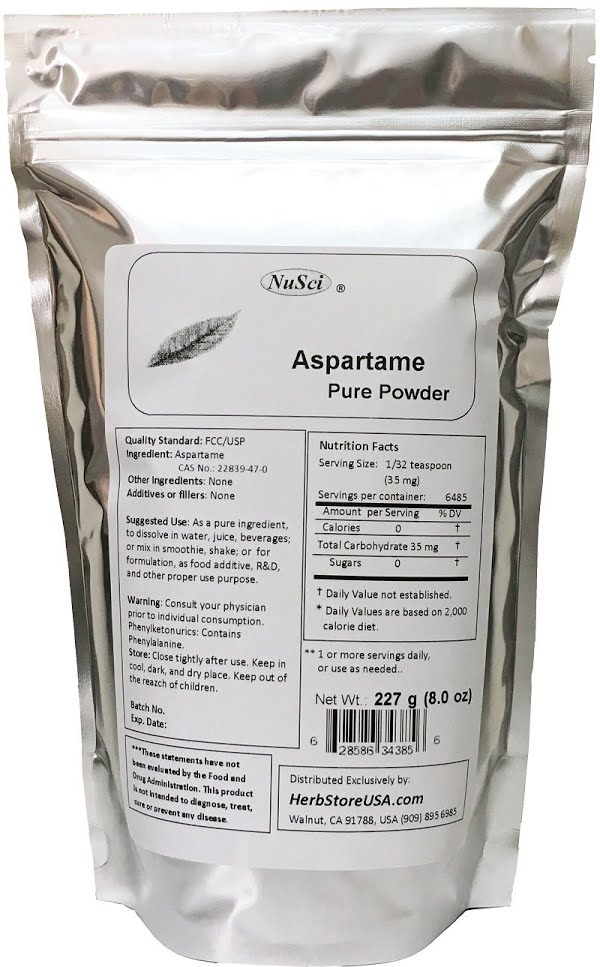 NuSci ®
Aspartame
Pure Powder
Quality Standard: FCC/USP
Ingredient: Aspartame
CAS No.: 22839-47-0
Other Ingredients: None
Additives or fillers: None
Suggested Use: As a pure ingredient,
to dissolve in water, juice, beverages;
or mix in smoothie, shake; or for
formulation, as food additive, R&D,
and other proper use purpose.
Warning: Consult your physician
prior to individual consumption.
Phenylketonurics: Contains
Phenylalanine.
Store: Close tightly after use. Keep in
cool, dark, and dry place. Keep out of
the reazch of children.
Batch No.
Exp. Date:
***These statements have not
been evaluated by the Food and
Drug Administration. This product
is not intended to diagnose, treat,
cure or prevent any disease.
Nutrition Facts
Serving Size: 1/32 teaspoon
(35 mg)
Servings per container: 6485
Amount per Serving % DV
Calories 0 †
Total Carbohydrate 35 mg †
Sugars 0 †
† Daily Value not established.
* Daily Values are based on 2,000
calorie diet.
** 1 or more servings daily,
or use as needed..
Net Wt.: 227 g (8.0 oz)
6 28586 34385 6
Distributed Exclusively by:
HerbStoreUSA.com
Walnut, CA 91788, USA (909) 895 6985